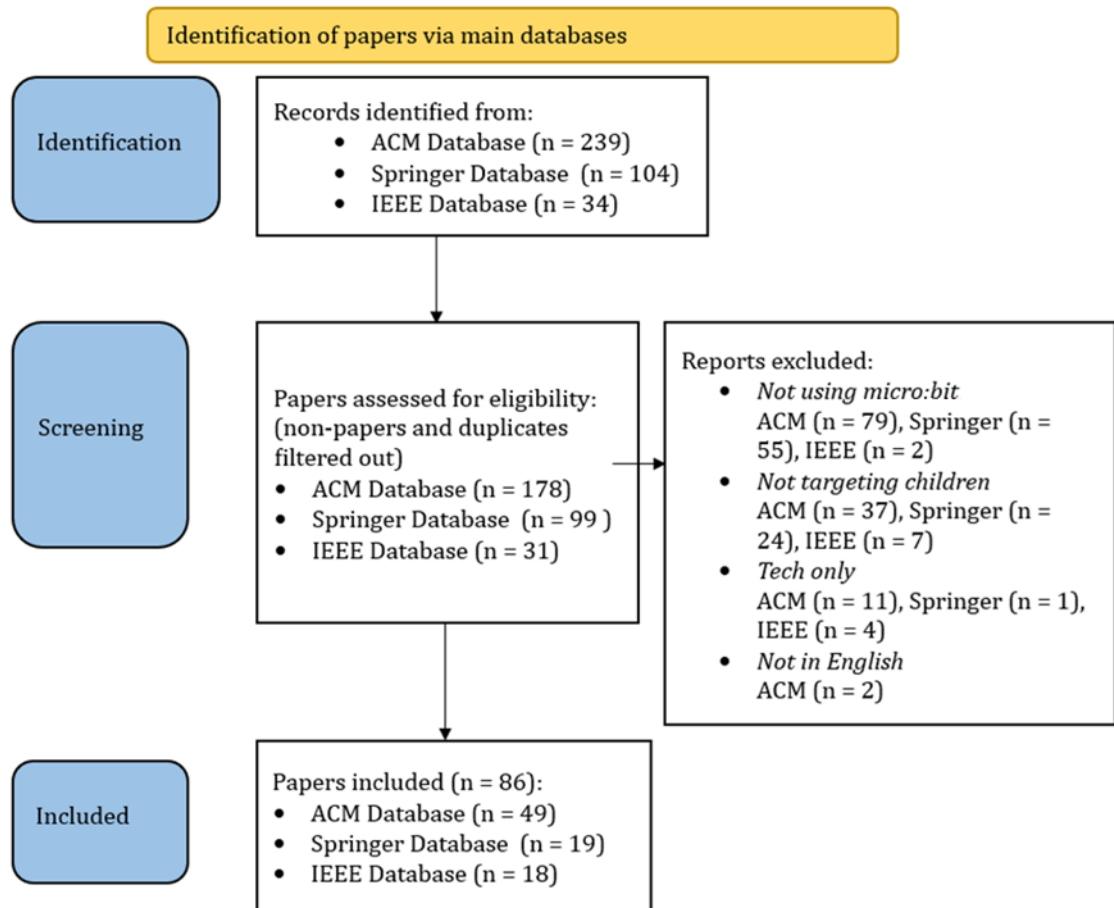 Identification of papers via main databases
Identification
Records identified from:
• ACM Database (n = 239)
• Springer Database (n = 104)
• IEEE Database (n = 34)
Screening
Papers assessed for eligibility:
(non-papers and duplicates
filtered out)
• ACM Database (n = 178)
• Springer Database (n = 99 )
• IEEE Database (n = 31)
Reports excluded:
• Not using micro:bit
ACM (n = 79), Springer (n =
55), IEEE (n = 2)
• Not targeting children
ACM (n = 37), Springer (n =
24), IEEE (n = 7)
• Tech only
ACM (n = 11), Springer (n = 1),
IEEE (n = 4)
• Not in English
ACM (n = 2)
Included
Papers included (n = 86):
• ACM Database (n = 49)
• Springer Database (n = 19)
• IEEE Database (n = 18)